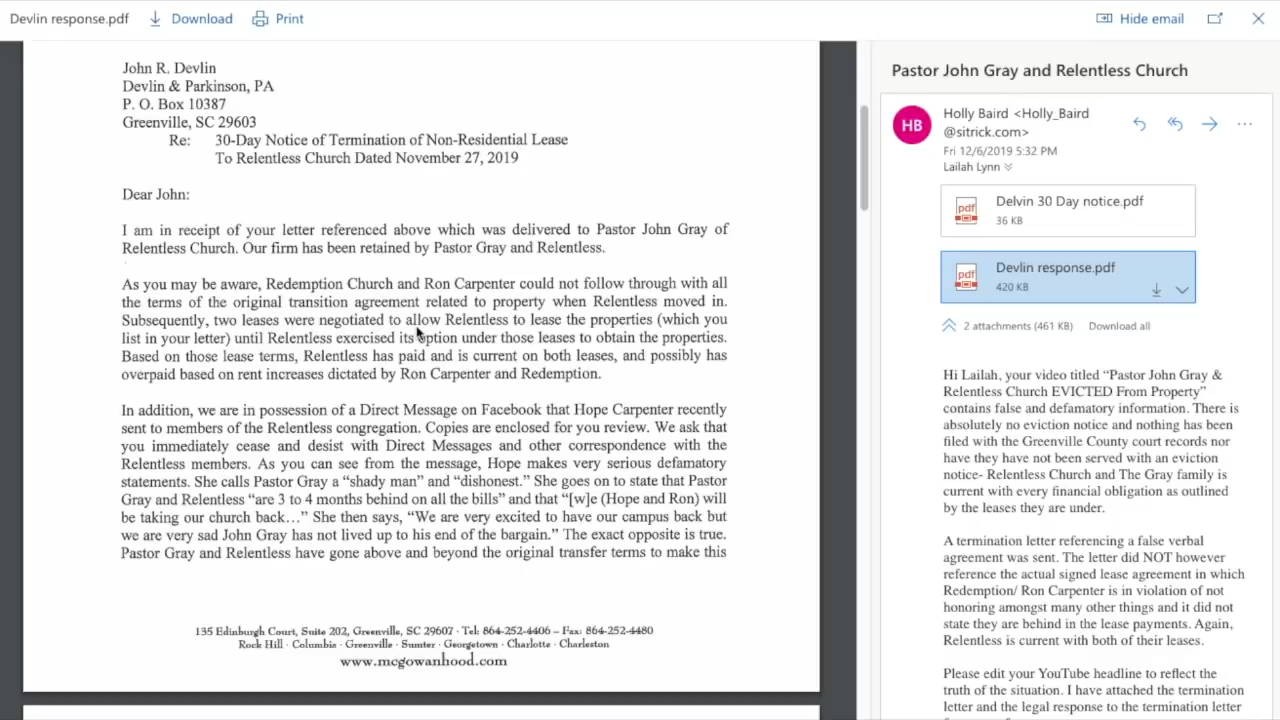 Devlin response.pdf
Download
Print
Hide email
John R. Devlin
Devlin & Parkinson, PA
P. O. Box 10387
Greenville, SC 29603
Re: 30-Day Notice of Termination of Non-Residential Lease
To Relentless Church Dated November 27, 2019
Dear John:
I am in receipt of your letter referenced above which was delivered to Pastor John Gray of
Relentless Church. Our firm has been retained by Pastor Gray and Relentless.
As you may be aware, Redemption Church and Ron Carpenter could not follow through with all
the terms of the original transition agreement related to property when Relentless moved in.
Subsequently, two leases were negotiated to allow Relentless to lease the properties (which you
list in your letter) until Relentless exercised its option under those leases to obtain the properties.
Based on those lease terms, Relentless has paid and is current on both leases, and possibly has
overpaid based on rent increases dictated by Ron Carpenter and Redemption.
In addition, we are in possession of a Direct Message on Facebook that Hope Carpenter recently
sent to members of the Relentless congregation. Copies are enclosed for you review. We ask that
you immediately cease and desist with Direct Messages and other correspondence with the
Relentless members. As you can see from the message, Hope makes very serious defamatory
statements. She calls Pastor Gray a “shady man” and “dishonest.” She goes on to state that Pastor
Gray and Relentless “are 3 to 4 months behind on all the bills” and that “[w]e (Hope and Ron) will
be taking our church back…” She then says, “We are very excited to have our campus back but
we are very sad John Gray has not lived up to his end of the bargain.” The exact opposite is true.
Pastor Gray and Relentless have gone above and beyond the original transfer terms to make this
135 Edinburgh Court, Suite 202, Greenville, SC 29607 · Tel: 864-252-4406 – Fax: 864-252-4480
Rock Hill · Columbia · Greenville · Sumter · Georgetown · Charlotte · Charleston
www.mcgowanhood.com
Pastor John Gray and Relentless Church
HB
Holly Baird <Holly_Baird
@sitrick.com>
Fri 12/6/2019 5:32 PM
Lailah Lynn
pdf
Delvin 30 Day notice.pdf
36 KB
pdf
Devlin response.pdf
420 KB
2 attachments (461 KB) Download all
Hi Lailah, your video titled “Pastor John Gray &
Relentless Church EVICTED From Property”
contains false and defamatory information. There is
absolutely no eviction notice and nothing has been
filed with the Greenville County court records nor
have they have not been served with an eviction
notice- Relentless Church and The Gray family is
current with every financial obligation as outlined
by the leases they are under.
A termination letter referencing a false verbal
agreement was sent. The letter did NOT however
reference the actual signed lease agreement in which
Redemption/ Ron Carpenter is in violation of not
honoring amongst many other things and it did not
state they are behind in the lease payments. Again,
Relentless is current with both of their leases.
Please edit your YouTube headline to reflect the
truth of the situation. I have attached the termination
letter and the legal response to the termination letter